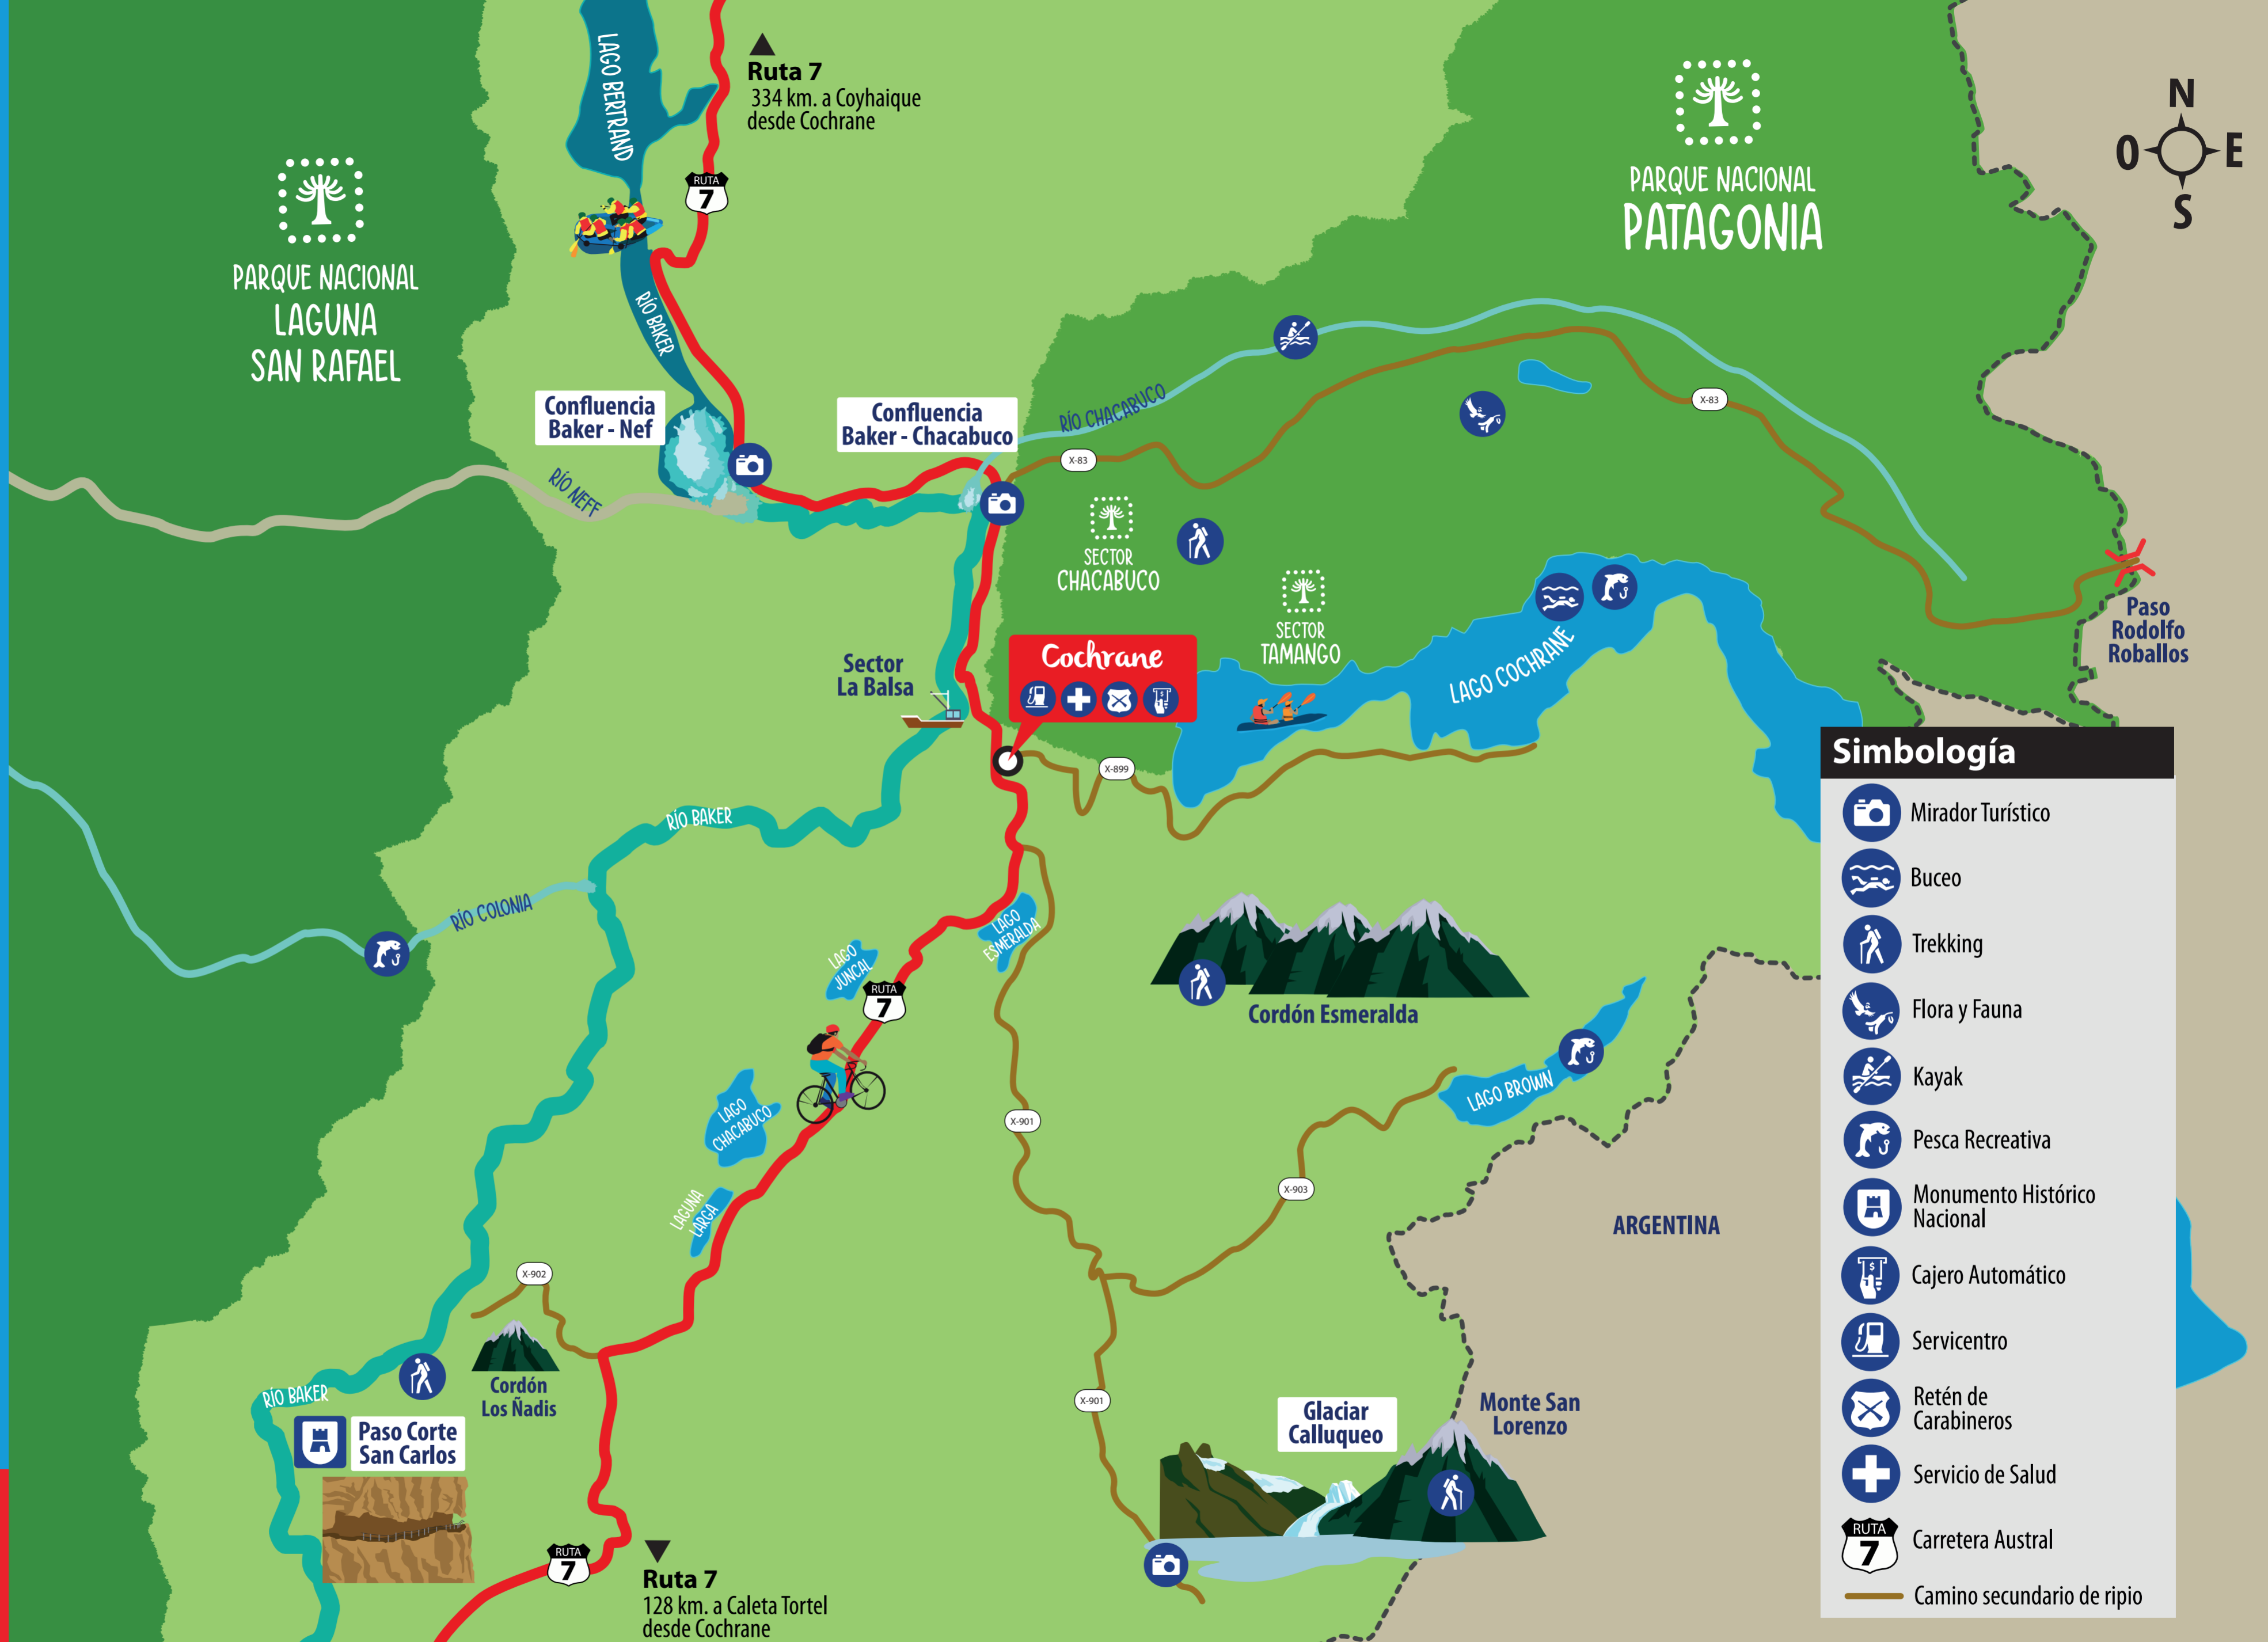 LAGO BERTRAND
Ruta 7
334 km. a Coyhaique
desde Cochrane
RUTA
7
PARQUE NACIONAL
LAGUNA
SAN RAFAEL
PARQUE NACIONAL
PATAGONIA
N
O
E
S
RÍO BAKER
Confluencia
Baker - Nef
Confluencia
Baker - Chacabuco
RÍO CHACABUCO
X-83
X-83
RÍO NEFF
SECTOR
CHACABUCO
SECTOR
TAMANGO
Paso
Rodolfo
Roballos
Cochrane
Sector
La Balsa
LAGO COCHRANE
X-899
RÍO BAKER
RÍO COLONIA
LAGO
ESMERALDA
LAGO
JUNCAL
RUTA
7
Cordón Esmeralda
LAGO BROWN
LAGO
CHACABUCO
X-901
X-903
LAGUNA
LARGA
ARGENTINA
X-902
Cordón
Los Ñadis
RÍO BAKER
Paso Corte
San Carlos
X-901
Glaciar
Calluqueo
Monte San
Lorenzo
RUTA
7
Ruta 7
128 km. a Caleta Tortel
desde Cochrane
Simbología
Mirador Turístico
Buceo
Trekking
Flora y Fauna
Kayak
Pesca Recreativa
Monumento Histórico
Nacional
$
Cajero Automático
Servicentro
Retén de
Carabineros
Servicio de Salud
RUTA
7
Carretera Austral
Camino secundario de ripio